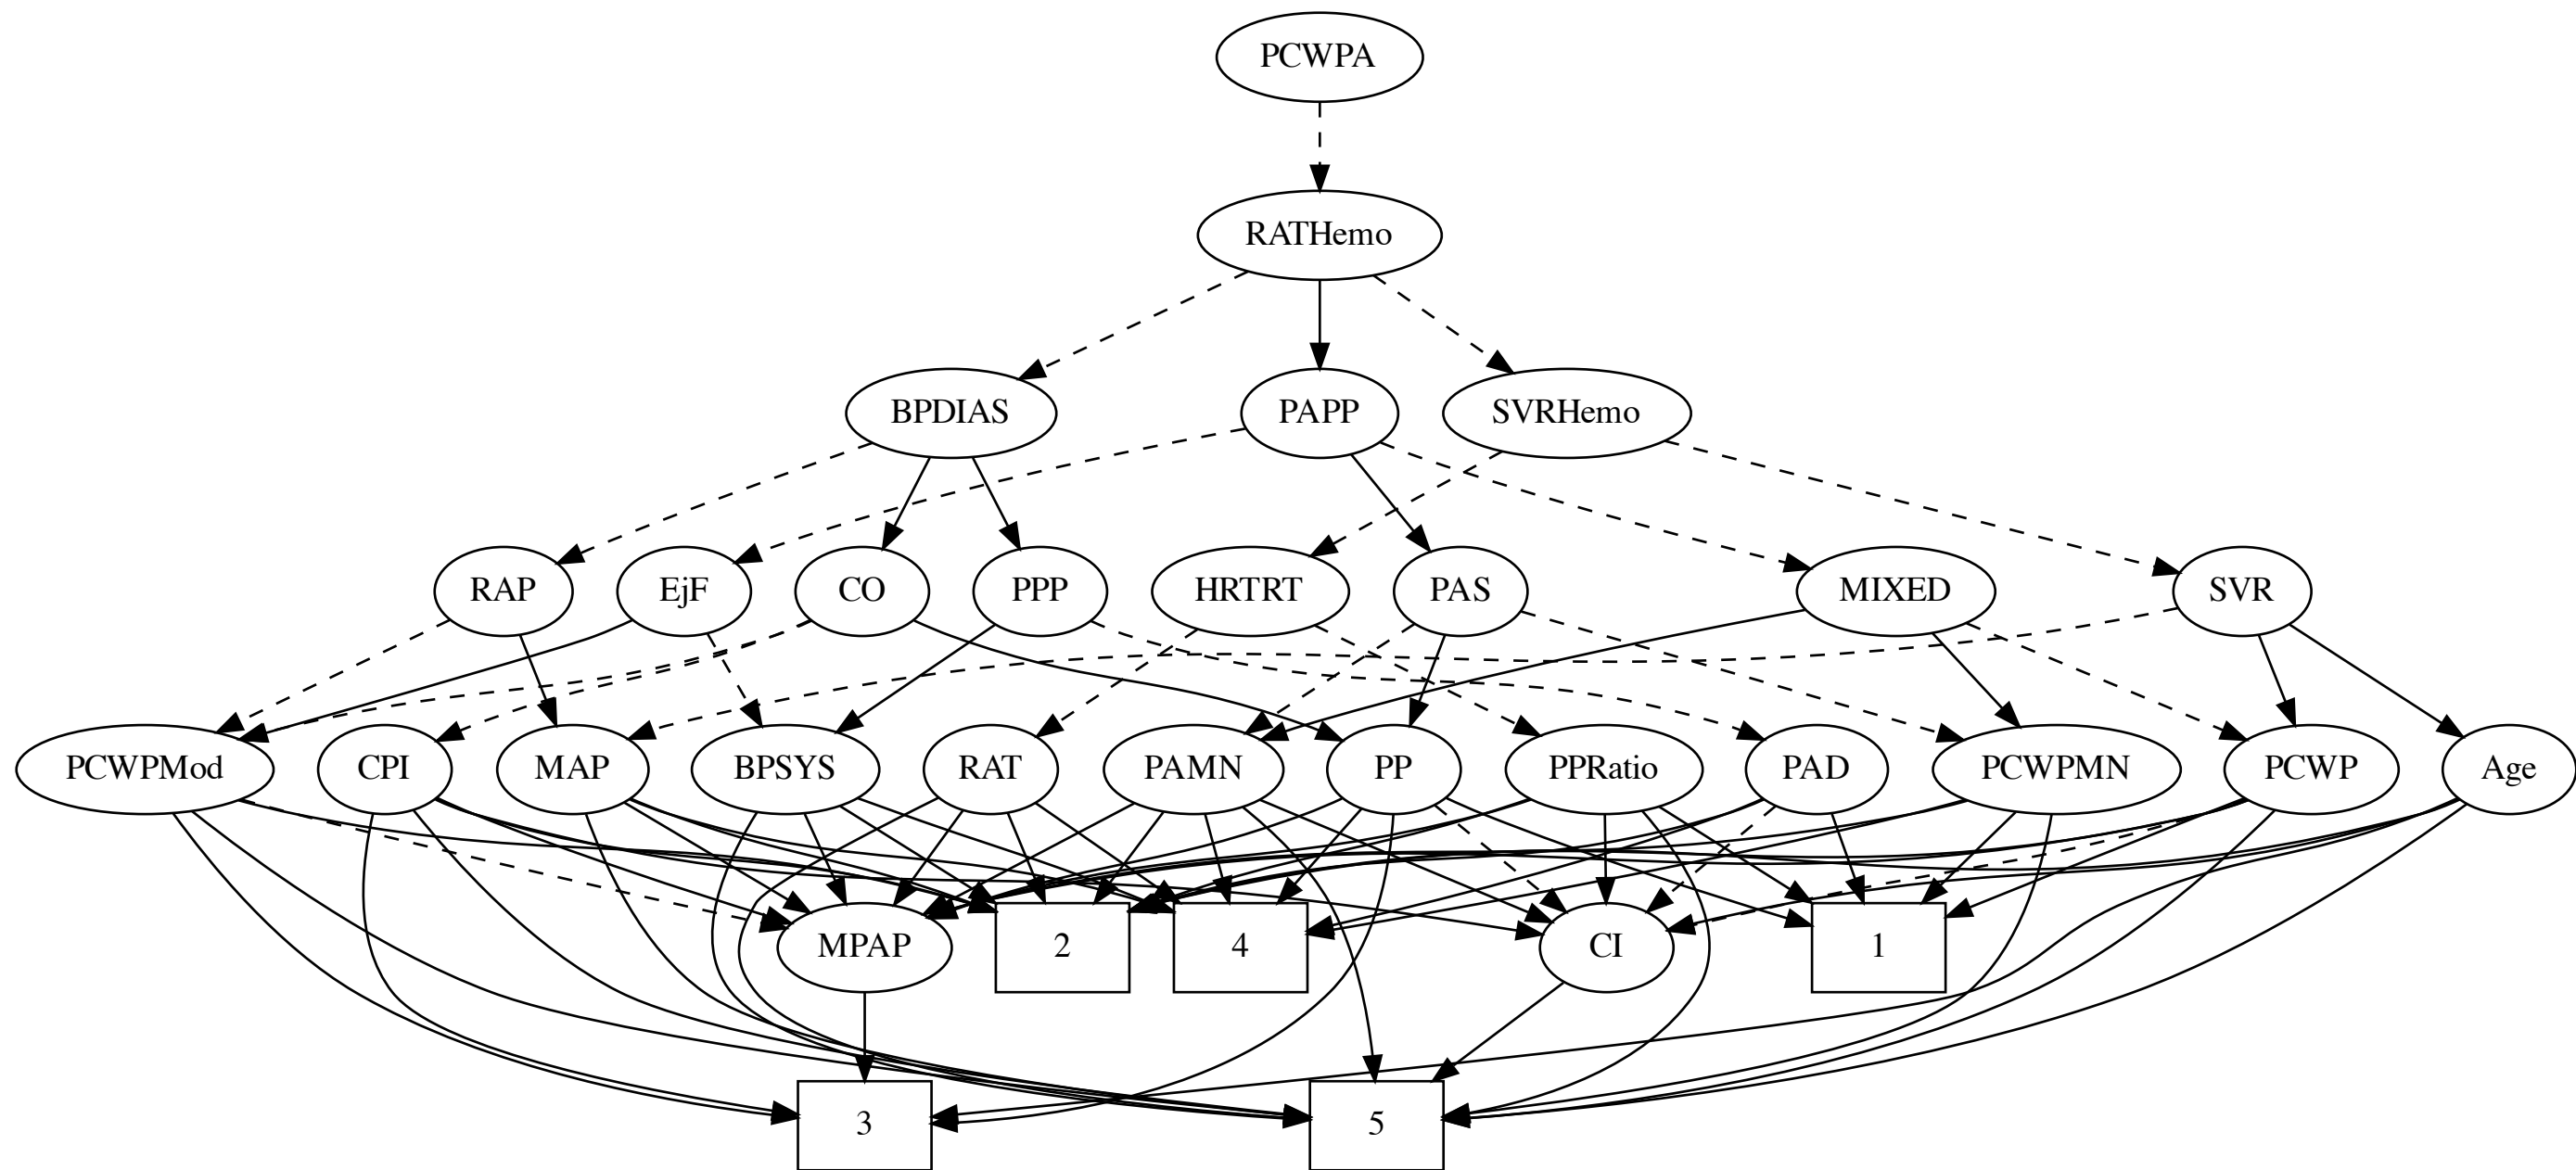 PCWPA
RATHemo
BPDIAS PAPP SVRHemo
RAP EjF CO PPP HRTRT PAS MIXED SVR
PCWPMod CPI MAP BPSYS RAT PAMN PP PPRatio PAD PCWPMN PCWP Age
MPAP 2 4 CI 1
3 5